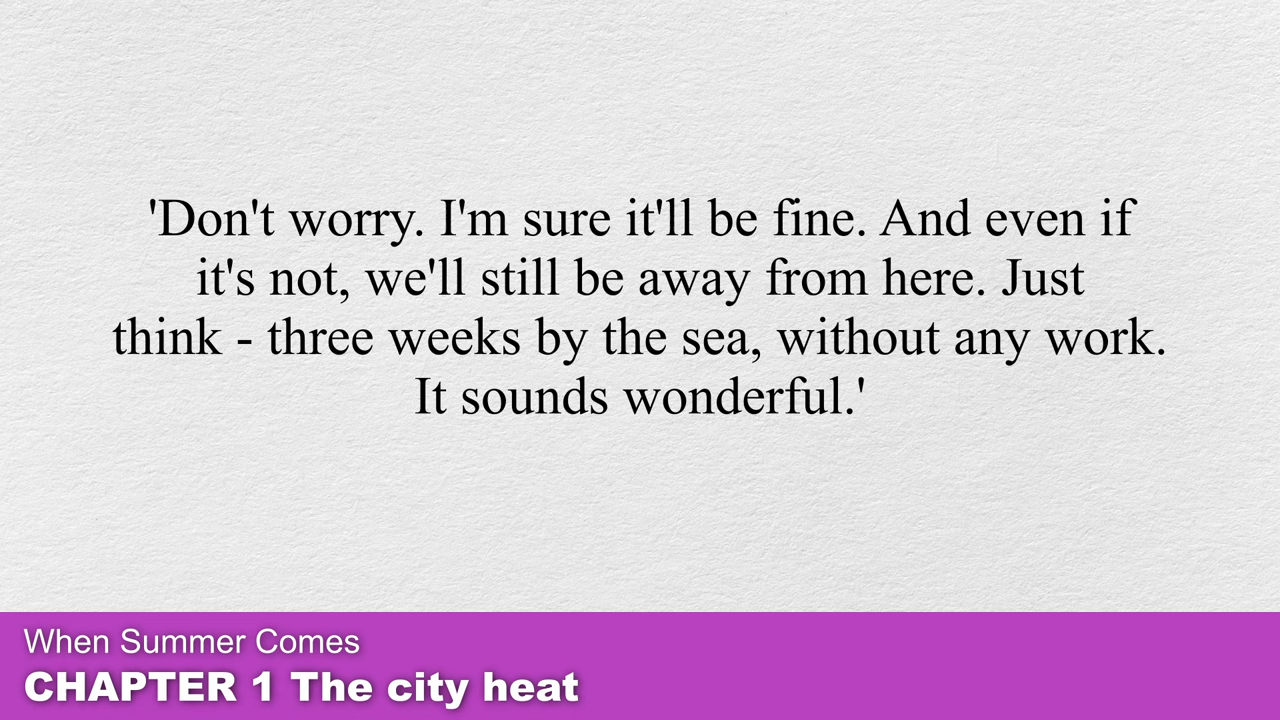 'Don't worry. I'm sure it'll be fine. And even if
it's not, we'll still be away from here. Just
think - three weeks by the sea, without any work.
It sounds wonderful.'
When Summer Comes
CHAPTER 1 The city heat